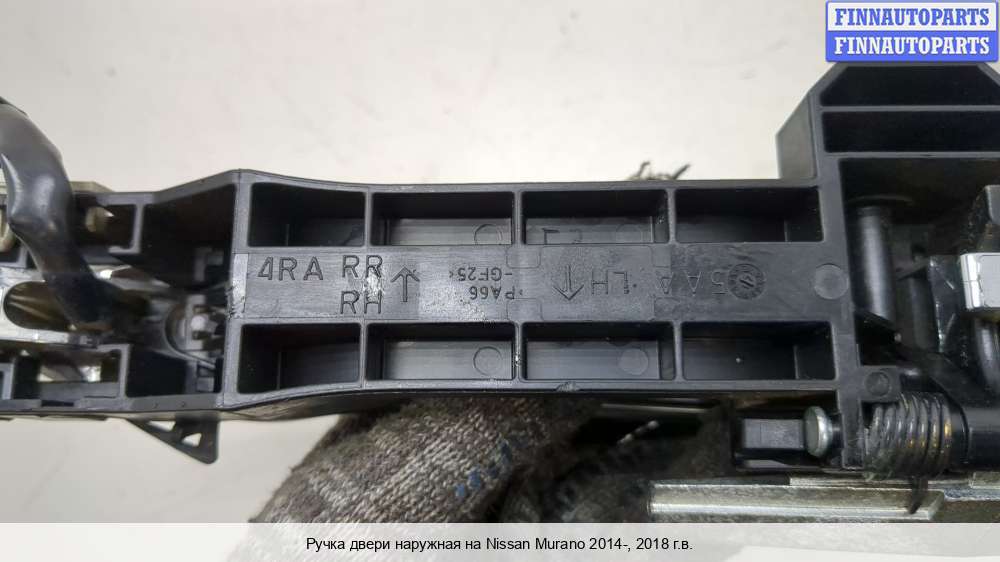 FINNAUTOPARTS
FINNAUTOPARTS
4RA RR
RH
>PA66
-GF25<
LH
5AA
Ручка двери наружная на Nissan Murano 2014-, 2018 г.в.